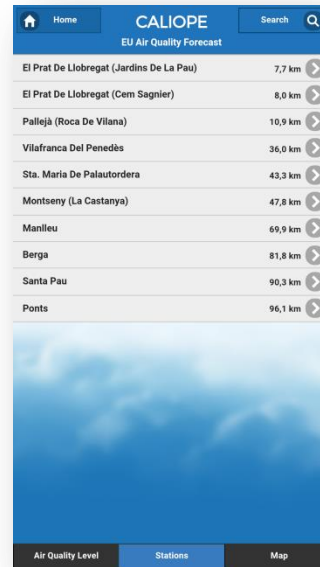 Home CALIOPE Search
EU Air Quality Forecast
El Prat De Llobregat (Jardins De La Pau) 7,7 km
El Prat De Llobregat (Cem Sagnier) 8,0 km
Pallejà (Roca De Vilana) 10,9 km
Vilafranca Del Penedès 36,0 km
Sta. Maria De Palautordera 43,3 km
Montseny (La Castanya) 47,8 km
Manlleu 69,9 km
Berga 81,8 km
Santa Pau 90,3 km
Ponts 96,1 km
Air Quality Level Stations Map